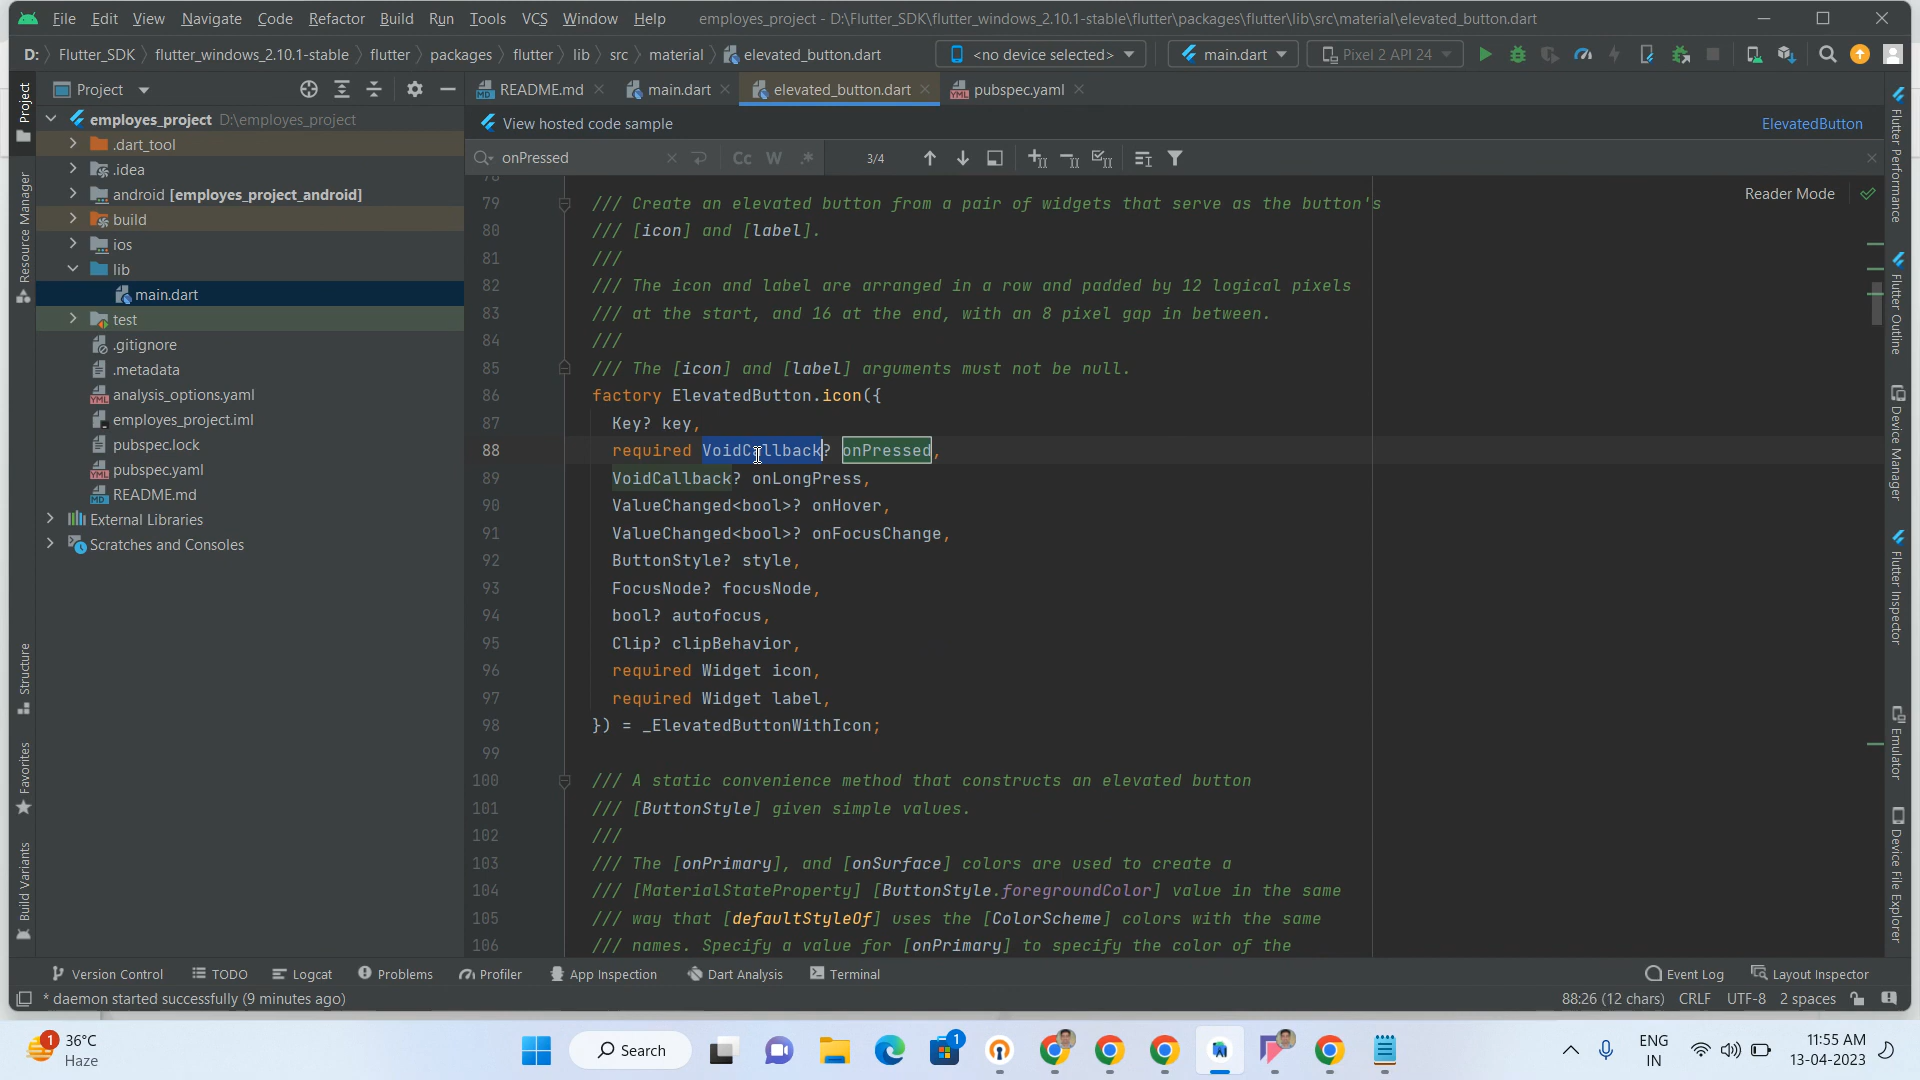 File Edit View Navigate Code Refactor Build Run Tools VCS Window Help employes_project - D:\Flutter_SDK\flutter_windows_2.10.1-stable\flutter\packages\flutter\lib\src\material\elevated_button.dart
D: Flutter_SDK flutter_windows_2.10.1-stable flutter packages flutter lib src material elevated_button.dart <no device selected> main.dart Pixel 2 API 24
Project README.md main.dart elevated_button.dart pubspec.yaml
View hosted code sample ElevatedButton
onPressed Cc W .* 3/4
Reader Mode
employes_project D:\employes_project
.dart_tool
.idea
android [employes_project_android]
build
ios
lib
main.dart
test
.gitignore
.metadata
analysis_options.yaml
employes_project.iml
pubspec.lock
pubspec.yaml
README.md
External Libraries
Scratches and Consoles
79 /// Create an elevated button from a pair of widgets that serve as the button's
80 /// [icon] and [label].
81 ///
82 /// The icon and label are arranged in a row and padded by 12 logical pixels
83 /// at the start, and 16 at the end, with an 8 pixel gap in between.
84 ///
85 /// The [icon] and [label] arguments must not be null.
86 factory ElevatedButton.icon({
87 Key? key,
88 required VoidCallback? onPressed,
89 VoidCallback? onLongPress,
90 ValueChanged<bool>? onHover,
91 ValueChanged<bool>? onFocusChange,
92 ButtonStyle? style,
93 FocusNode? focusNode,
94 bool? autofocus,
95 Clip? clipBehavior,
96 required Widget icon,
97 required Widget label,
98 }) = _ElevatedButtonWithIcon;
99
100 /// A static convenience method that constructs an elevated button
101 /// [ButtonStyle] given simple values.
102 ///
103 /// The [onPrimary], and [onSurface] colors are used to create a
104 /// [MaterialStateProperty] [ButtonStyle.foregroundColor] value in the same
105 /// way that [defaultStyleOf] uses the [ColorScheme] colors with the same
106 /// names. Specify a value for [onPrimary] to specify the color of the
Project
Resource Manager
Structure
Favorites
Build Variants
Flutter Performance
Flutter Outline
Device Manager
Flutter Inspector
Emulator
Device File Explorer
Version Control TODO Logcat Problems Profiler App Inspection Dart Analysis Terminal Event Log Layout Inspector
* daemon started successfully (9 minutes ago) 88:26 (12 chars) CRLF UTF-8 2 spaces
1 36°C
Haze
Search
1
ENG
IN
11:55 AM
13-04-2023